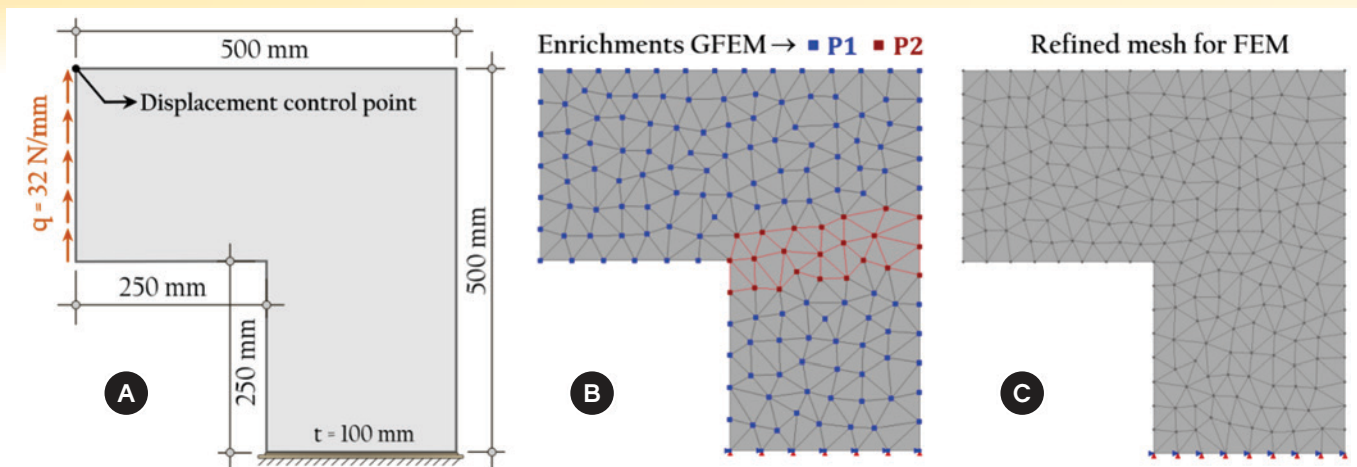 500 mm
Displacement control point
q = 32 N/mm
250 mm
250 mm
500 mm
t = 100 mm
A
Enrichments GFEM → P1 P2
B
Refined mesh for FEM
C